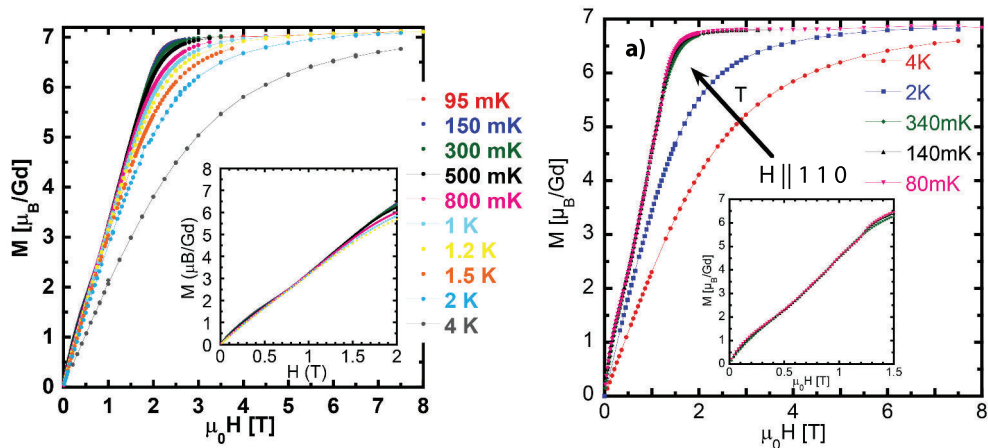 7
6
5
4
3
2
1
0
M [μB/Gd]
0 1 2 3 4 5 6 7 8
μ0H [T]
95 mK
150 mK
300 mK
500 mK
800 mK
1 K
1.2 K
1.5 K
2 K
4 K
8
7
6
5
4
3
2
1
0
M (μB/Gd)
0 0.5 1 1.5 2
H (T)
a)
7
6
5
4
3
2
1
0
M [μB/Gd]
0 2 4 6 8
μ0H [T]
T
H || 1 1 0
4K
2K
340mK
140mK
80mK
7
6
5
4
3
2
1
0
M [μB/Gd]
0 0.5 1 1.5
μ0H [T]